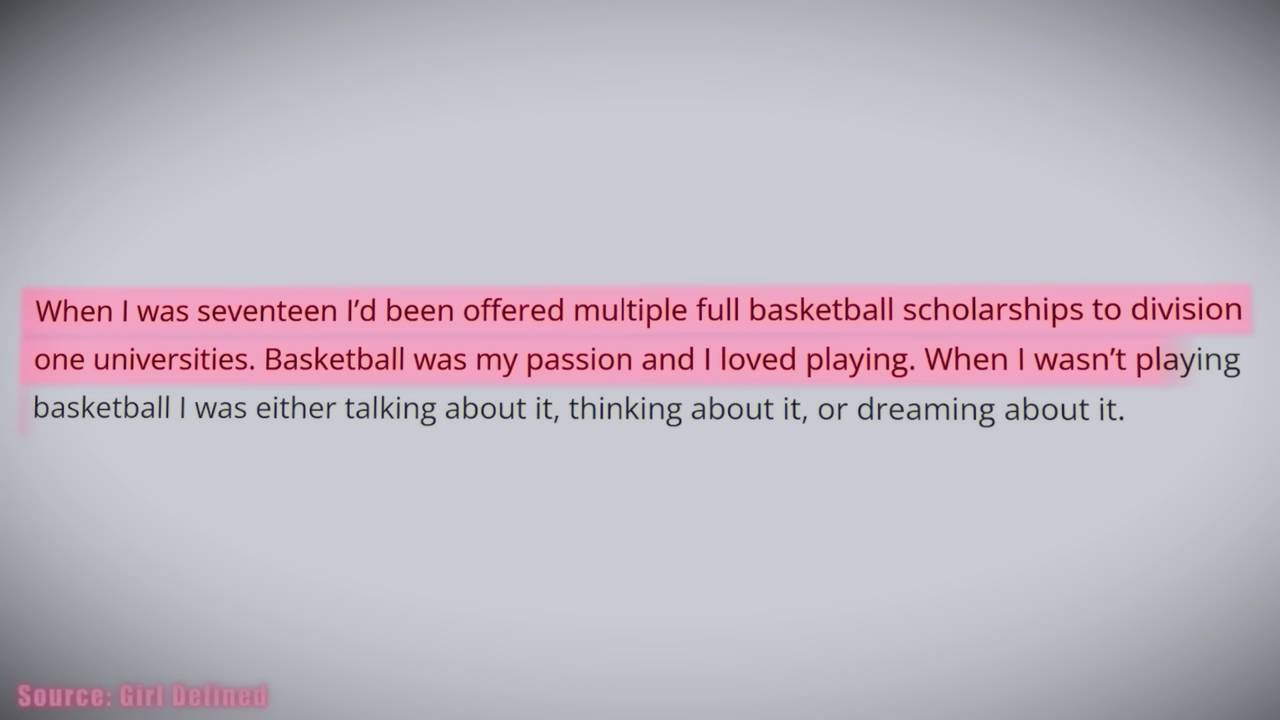 When I was seventeen I’d been offered multiple full basketball scholarships to division
one universities. Basketball was my passion and I loved playing. When I wasn’t playing
basketball I was either talking about it, thinking about it, or dreaming about it.
Source: Girl Defined